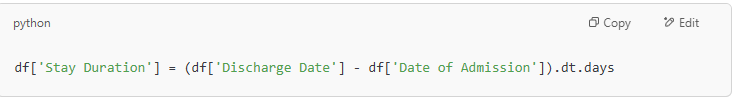 python Copy Edit
df['Stay Duration'] = (df['Discharge Date'] - df['Date of Admission']).dt.days